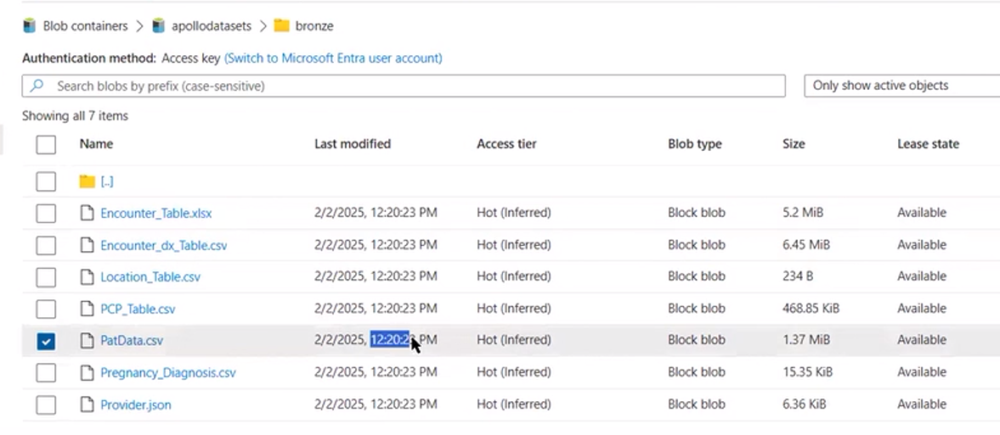 Blob containers > apollodatasets > bronze
Authentication method: Access key (Switch to Microsoft Entra user account)
Search blobs by prefix (case-sensitive) Only show active objects
Showing all 7 items
Name Last modified Access tier Blob type Size Lease state
[..]
Encounter_Table.xlsx 2/2/2025, 12:20:23 PM Hot (Inferred) Block blob 5.2 MiB Available
Encounter_dx_Table.csv 2/2/2025, 12:20:23 PM Hot (Inferred) Block blob 6.45 MiB Available
Location_Table.csv 2/2/2025, 12:20:23 PM Hot (Inferred) Block blob 234 B Available
PCP_Table.csv 2/2/2025, 12:20:23 PM Hot (Inferred) Block blob 468.85 KiB Available
PatData.csv 2/2/2025, 12:20:23 PM Hot (Inferred) Block blob 1.37 MiB Available
Pregnancy_Diagnosis.csv 2/2/2025, 12:20:23 PM Hot (Inferred) Block blob 15.35 KiB Available
Provider.json 2/2/2025, 12:20:23 PM Hot (Inferred) Block blob 6.36 KiB Available